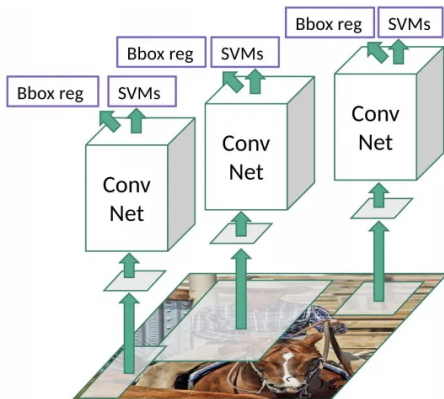 Bbox reg SVMs
Bbox reg SVMs
Bbox reg SVMs
Conv
Net
Conv
Net
Conv
Net